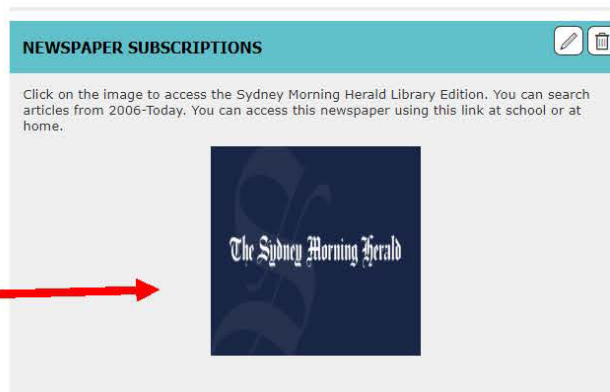 NEWSPAPER SUBSCRIPTIONS
Click on the image to access the Sydney Morning Herald Library Edition. You can search
articles from 2006-Today. You can access this newspaper using this link at school or at
home.
The Sydney Morning Herald